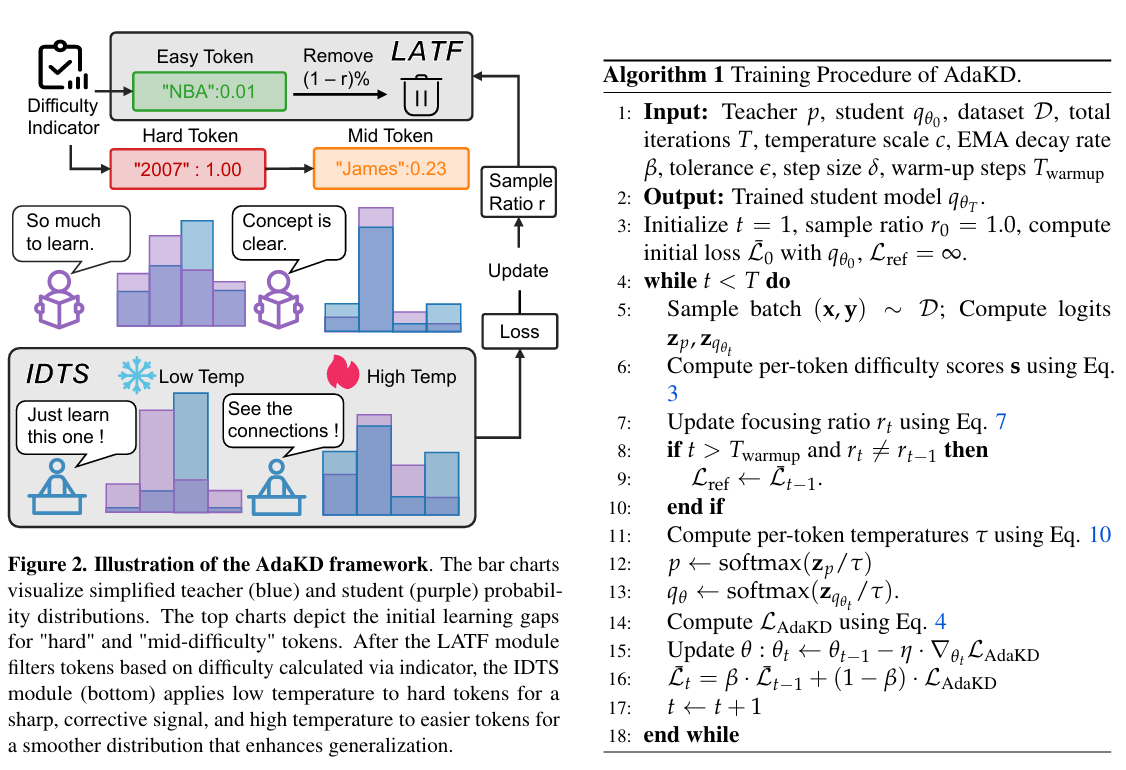 LATF
Easy Token
"NBA":0.01
Remove
(1 − r)%
Difficulty
Indicator
Hard Token
Mid Token
"2007" : 1.00
"James":0.23
Sample
Ratio r
So much
to learn.
Concept is
clear.
Update
Loss
IDTS
Low Temp
High Temp
Just learn
this one !
See the
connections !
Figure 2. Illustration of the AdaKD framework. The bar charts
visualize simplified teacher (blue) and student (purple) probabil-
ity distributions. The top charts depict the initial learning gaps
for "hard" and "mid-difficulty" tokens. After the LATF module
filters tokens based on difficulty calculated via indicator, the IDTS
module (bottom) applies low temperature to hard tokens for a
sharp, corrective signal, and high temperature to easier tokens for
a smoother distribution that enhances generalization.
Algorithm 1 Training Procedure of AdaKD.
1: Input: Teacher p, student q_{θ_0}, dataset 𝒟, total
iterations T, temperature scale c, EMA decay rate
β, tolerance ϵ, step size δ, warm-up steps T_warmup
2: Output: Trained student model q_{θ_T}.
3: Initialize t = 1, sample ratio r_0 = 1.0, compute
initial loss ℒ̄_0 with q_{θ_0}, ℒ_ref = ∞.
4: while t < T do
5: Sample batch (x, y) ∼ 𝒟; Compute logits
z_p, z_{q_{θ_t}}
6: Compute per-token difficulty scores s using Eq.
3
7: Update focusing ratio r_t using Eq. 7
8: if t > T_warmup and r_t ≠ r_{t−1} then
9: ℒ_ref ← ℒ̄_{t−1}.
10: end if
11: Compute per-token temperatures τ using Eq. 10
12: p ← softmax(z_p/τ)
13: q_θ ← softmax(z_{q_{θ_t}}/τ).
14: Compute ℒ_AdaKD using Eq. 4
15: Update θ : θ_t ← θ_{t−1} − η · ∇_{θ_t}ℒ_AdaKD
16: ℒ̄_t = β · ℒ̄_{t−1} + (1 − β) · ℒ_AdaKD
17: t ← t + 1
18: end while